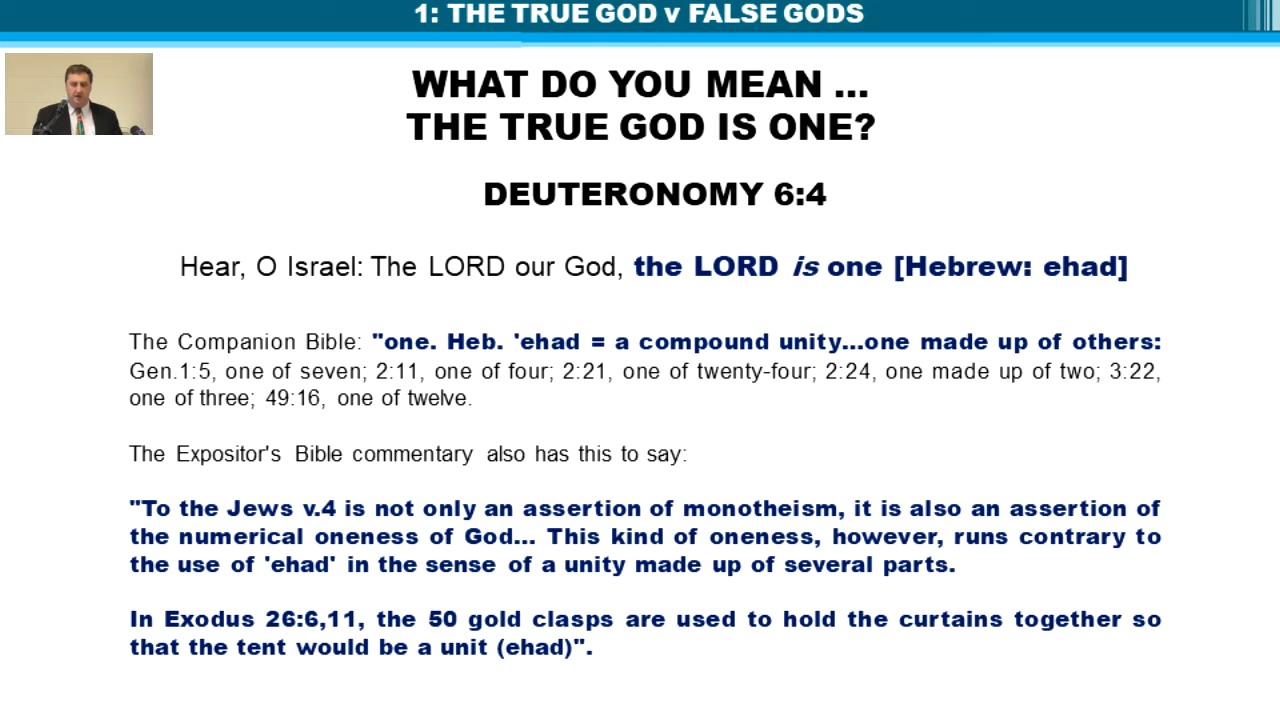 1: THE TRUE GOD v FALSE GODS
WHAT DO YOU MEAN ...
THE TRUE GOD IS ONE?
DEUTERONOMY 6:4
Hear, O Israel: The LORD our God, the LORD is one [Hebrew: ehad]
The Companion Bible: "one. Heb. 'ehad = a compound unity...one made up of others:
Gen.1:5, one of seven; 2:11, one of four; 2:21, one of twenty-four; 2:24, one made up of two; 3:22,
one of three; 49:16, one of twelve.
The Expositor's Bible commentary also has this to say:
"To the Jews v.4 is not only an assertion of monotheism, it is also an assertion of
the numerical oneness of God... This kind of oneness, however, runs contrary to
the use of 'ehad' in the sense of a unity made up of several parts.
In Exodus 26:6,11, the 50 gold clasps are used to hold the curtains together so
that the tent would be a unit (ehad)".